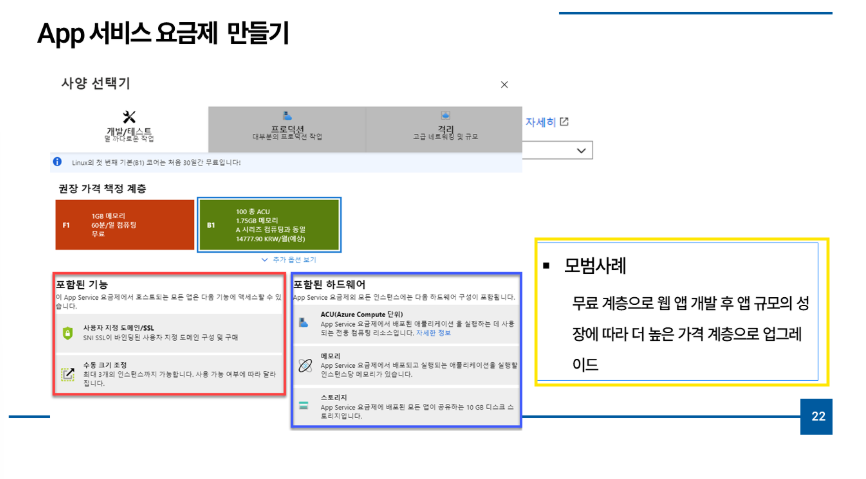 App 서비스 요금제 만들기
사양 선택기
개발/테스트
덜 까다로운 작업
프로덕션
대부분의 프로덕션 작업
격리
고급 네트워킹 및 규모
자세히
Linux의 첫 번째 기본(B1) 코어는 처음 30일간 무료입니다!
권장 가격 책정 계층
F1
1GB 메모리
60분/일 컴퓨팅
무료
B1
100 총 ACU
1.75GB 메모리
A 시리즈 컴퓨팅과 동일
14777.90 KRW/월(예상)
추가 옵션 보기
포함된 기능
이 App Service 요금제에서 호스트되는 모든 앱은 다음 기능에 액세스할 수 있
습니다.
사용자 지정 도메인/SSL
SNI SSL이 바인딩된 사용자 지정 도메인 구성 및 구매
수동 크기 조정
최대 3개의 인스턴스까지 가능합니다. 사용 가능 여부에 따라 달라
집니다.
포함된 하드웨어
App Service 요금제의 모든 인스턴스에는 다음 하드웨어 구성이 포함됩니다.
ACU(Azure Compute 단위)
App Service 요금제에서 배포된 애플리케이션 을 실행하는 데 사용
되는 전용 컴퓨팅 리소스입니다. 자세한 정보
메모리
App Service 요금제에서 배포되고 실행되는 애플리케이션을 실행할
인스턴스당 메모리가 있습니다.
스토리지
App Service 요금제에 배포된 모든 앱이 공유하는 10 GB 디스크 스
토리지입니다.
▪ 모범사례
무료 계층으로 웹 앱 개발 후 앱 규모의 성
장에 따라 더 높은 가격 계층으로 업그레
이드
22